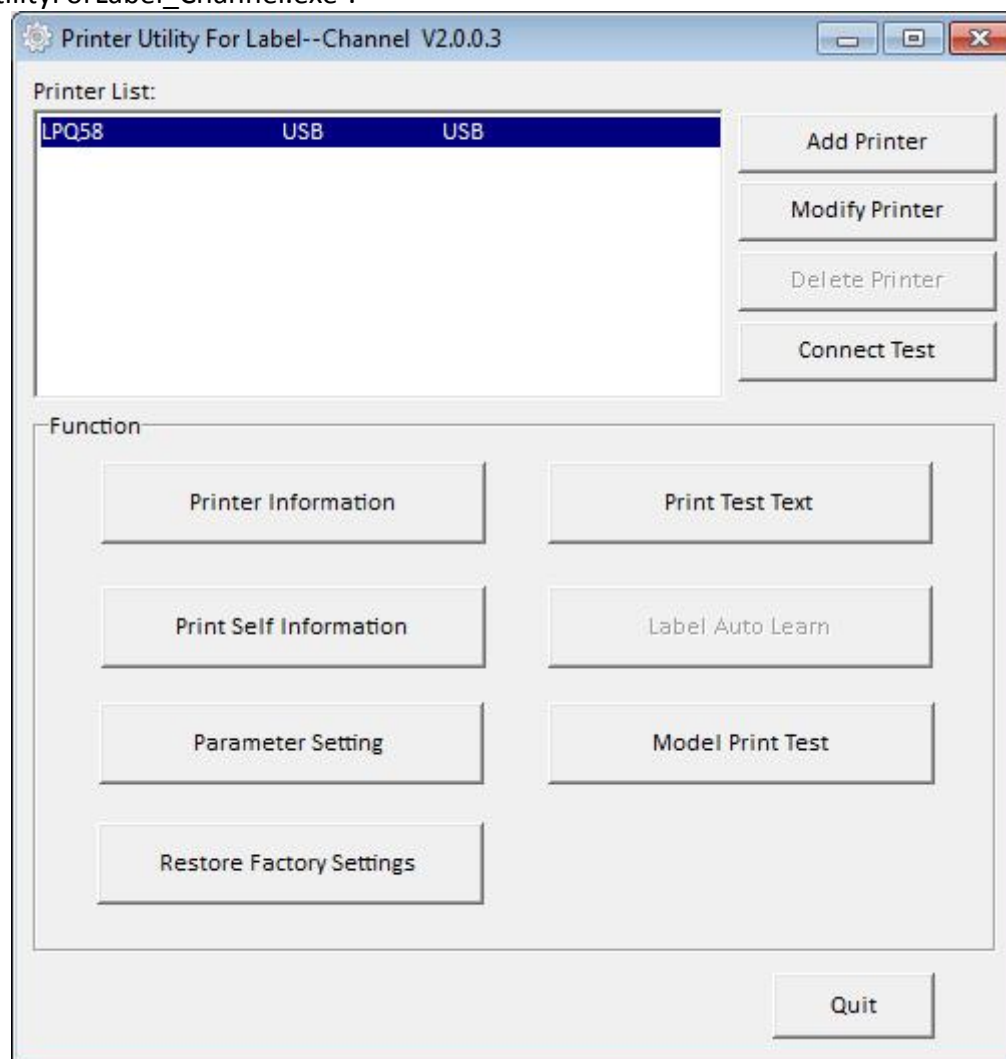 utilityForLabel_Channel.exe".
Printer Utility For Label--Channel V2.0.0.3
Printer List:
LPQ58 USB USB
Add Printer
Modify Printer
Delete Printer
Connect Test
Function
Printer Information
Print Test Text
Print Self Information
Label Auto Learn
Parameter Setting
Model Print Test
Restore Factory Settings
Quit